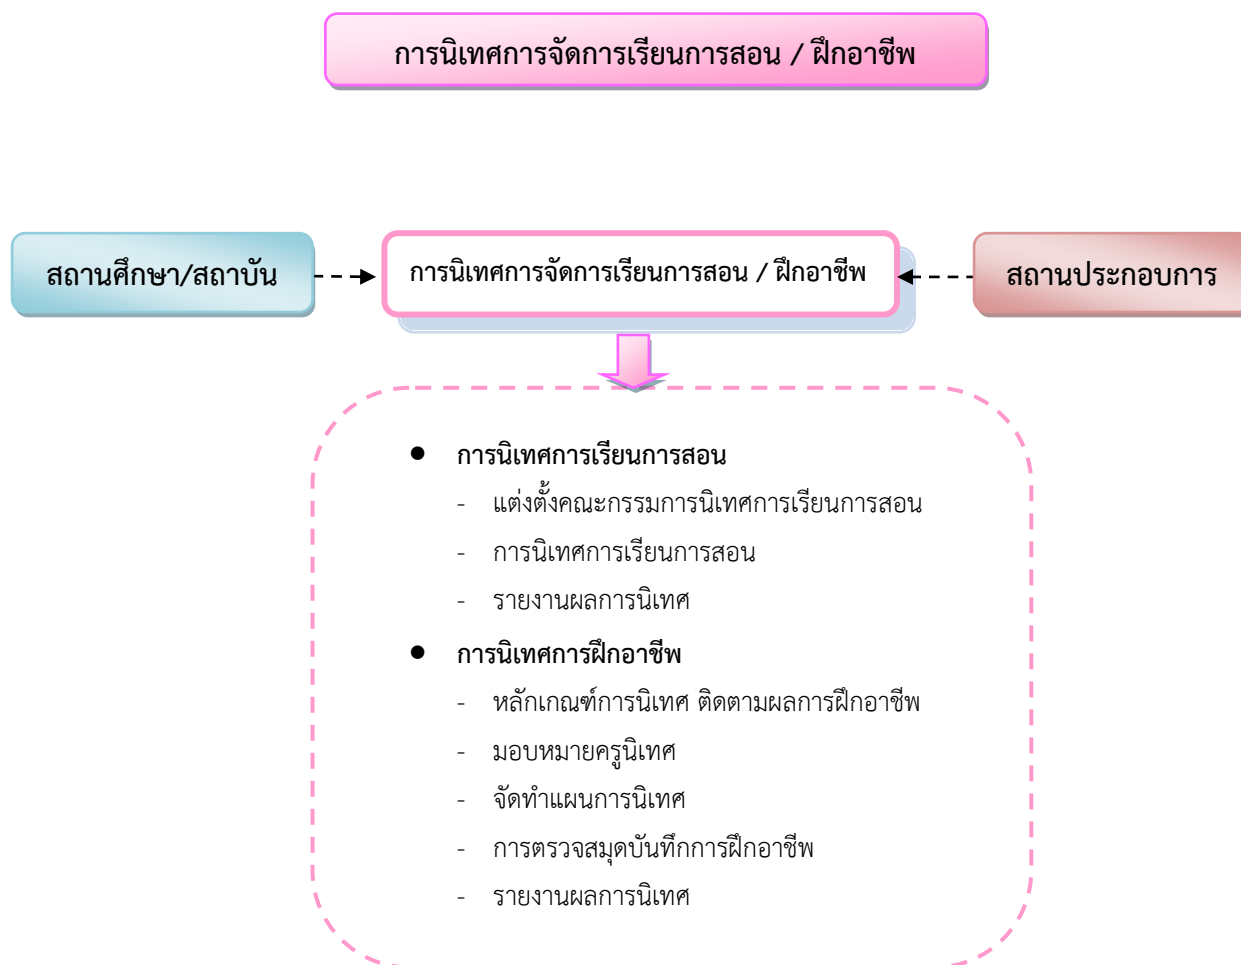 การนิเทศการจัดการเรียนการสอน / ฝึกอาชีพ
สถานศึกษา/สถาบัน
การนิเทศการจัดการเรียนการสอน / ฝึกอาชีพ
สถานประกอบการ
● การนิเทศการเรียนการสอน
- แต่งตั้งคณะกรรมการนิเทศการเรียนการสอน
- การนิเทศการเรียนการสอน
- รายงานผลการนิเทศ
● การนิเทศการฝึกอาชีพ
- หลักเกณฑ์การนิเทศ ติดตามผลการฝึกอาชีพ
- มอบหมายครูนิเทศ
- จัดทำแผนการนิเทศ
- การตรวจสมุดบันทึกการฝึกอาชีพ
- รายงานผลการนิเทศ